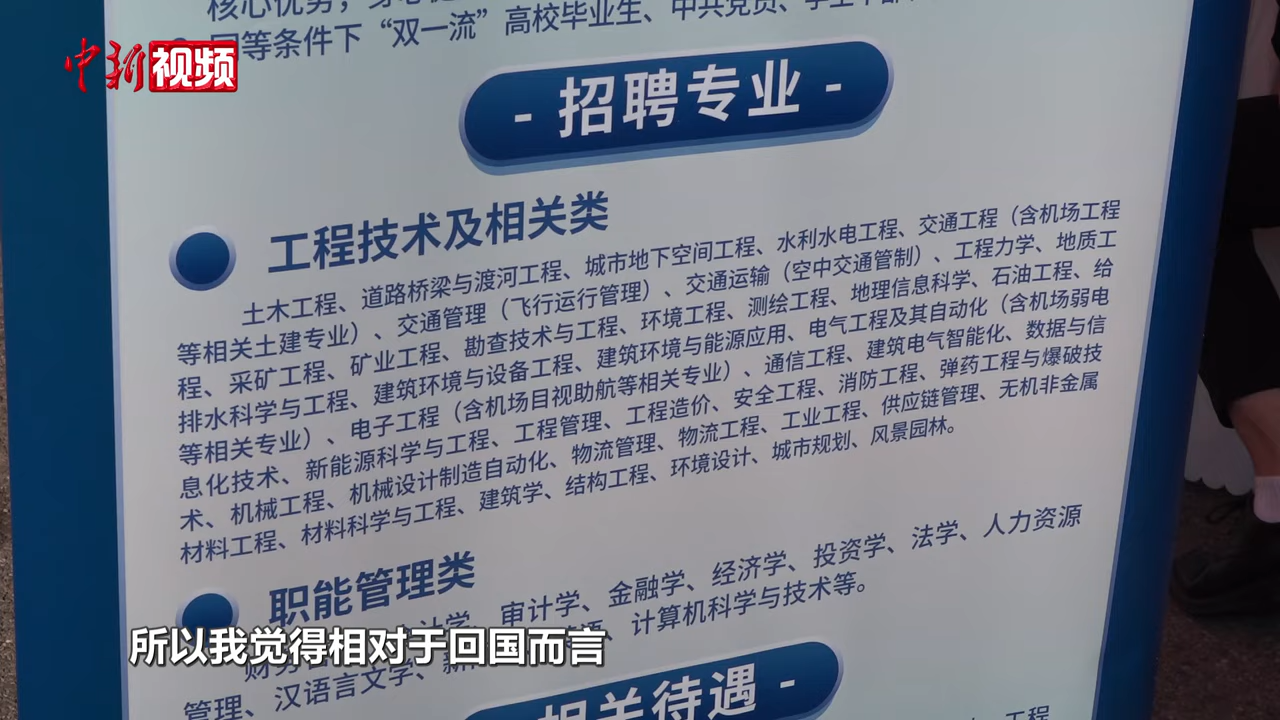 核心优势，身心健
同等条件下“双一流”高校毕业生、中共党员、学生干部
中新视频
- 招聘专业 -
工程技术及相关类
土木工程、道路桥梁与渡河工程、城市地下空间工程、水利水电工程、交通工程（含机场工程
等相关土建专业）、交通管理（飞行运行管理）、交通运输（空中交通管制）、工程力学、地质工
程、采矿工程、矿业工程、勘查技术与工程、环境工程、测绘工程、地理信息科学、石油工程、给
排水科学与工程、建筑环境与设备工程、建筑环境与能源应用、电气工程及其自动化（含机场弱电
等相关专业）、电子工程（含机场目视助航等相关专业）、通信工程、建筑电气智能化、数据与信
息化技术、新能源科学与工程、工程管理、工程造价、安全工程、消防工程、弹药工程与爆破技
术、机械工程、机械设计制造自动化、物流管理、物流工程、工业工程、供应链管理、无机非金属
材料工程、材料科学与工程、建筑学、结构工程、环境设计、城市规划、风景园林。
职能管理类
计学、审计学、金融学、经济学、投资学、法学、人力资源
管理、汉语言文学、新 语、计算机科学与技术等。
所以我觉得相对于回国而言
相关待遇 -
工程